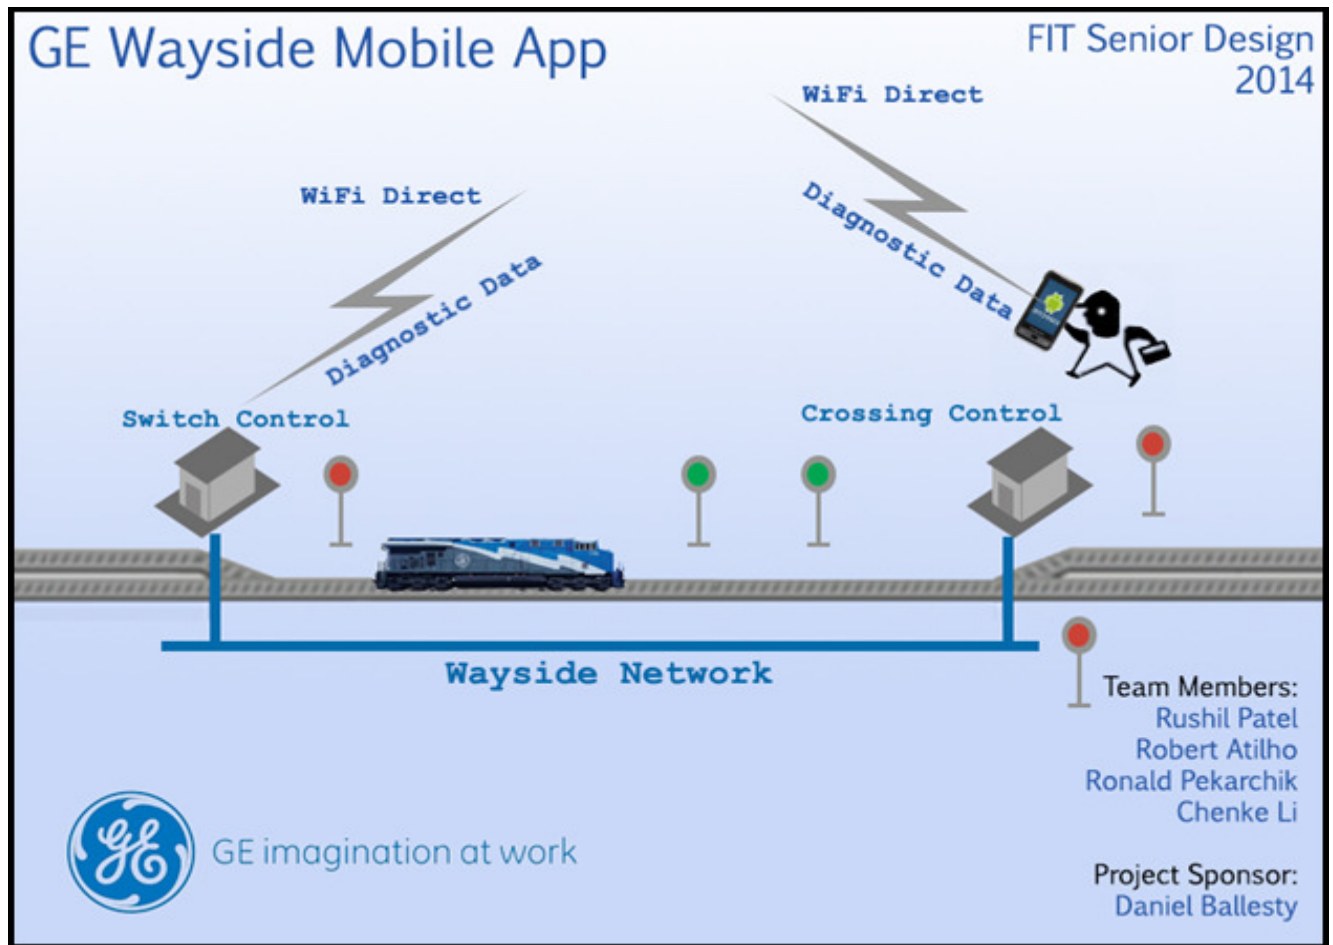 GE Wayside Mobile App
FIT Senior Design
2014
WiFi Direct
Diagnostic Data
WiFi Direct
Diagnostic Data
Switch Control
Crossing Control
Wayside Network
Team Members:
Rushil Patel
Robert Atilho
Ronald Pekarchik
Chenke Li
Project Sponsor:
Daniel Ballesty
GE
GE imagination at work